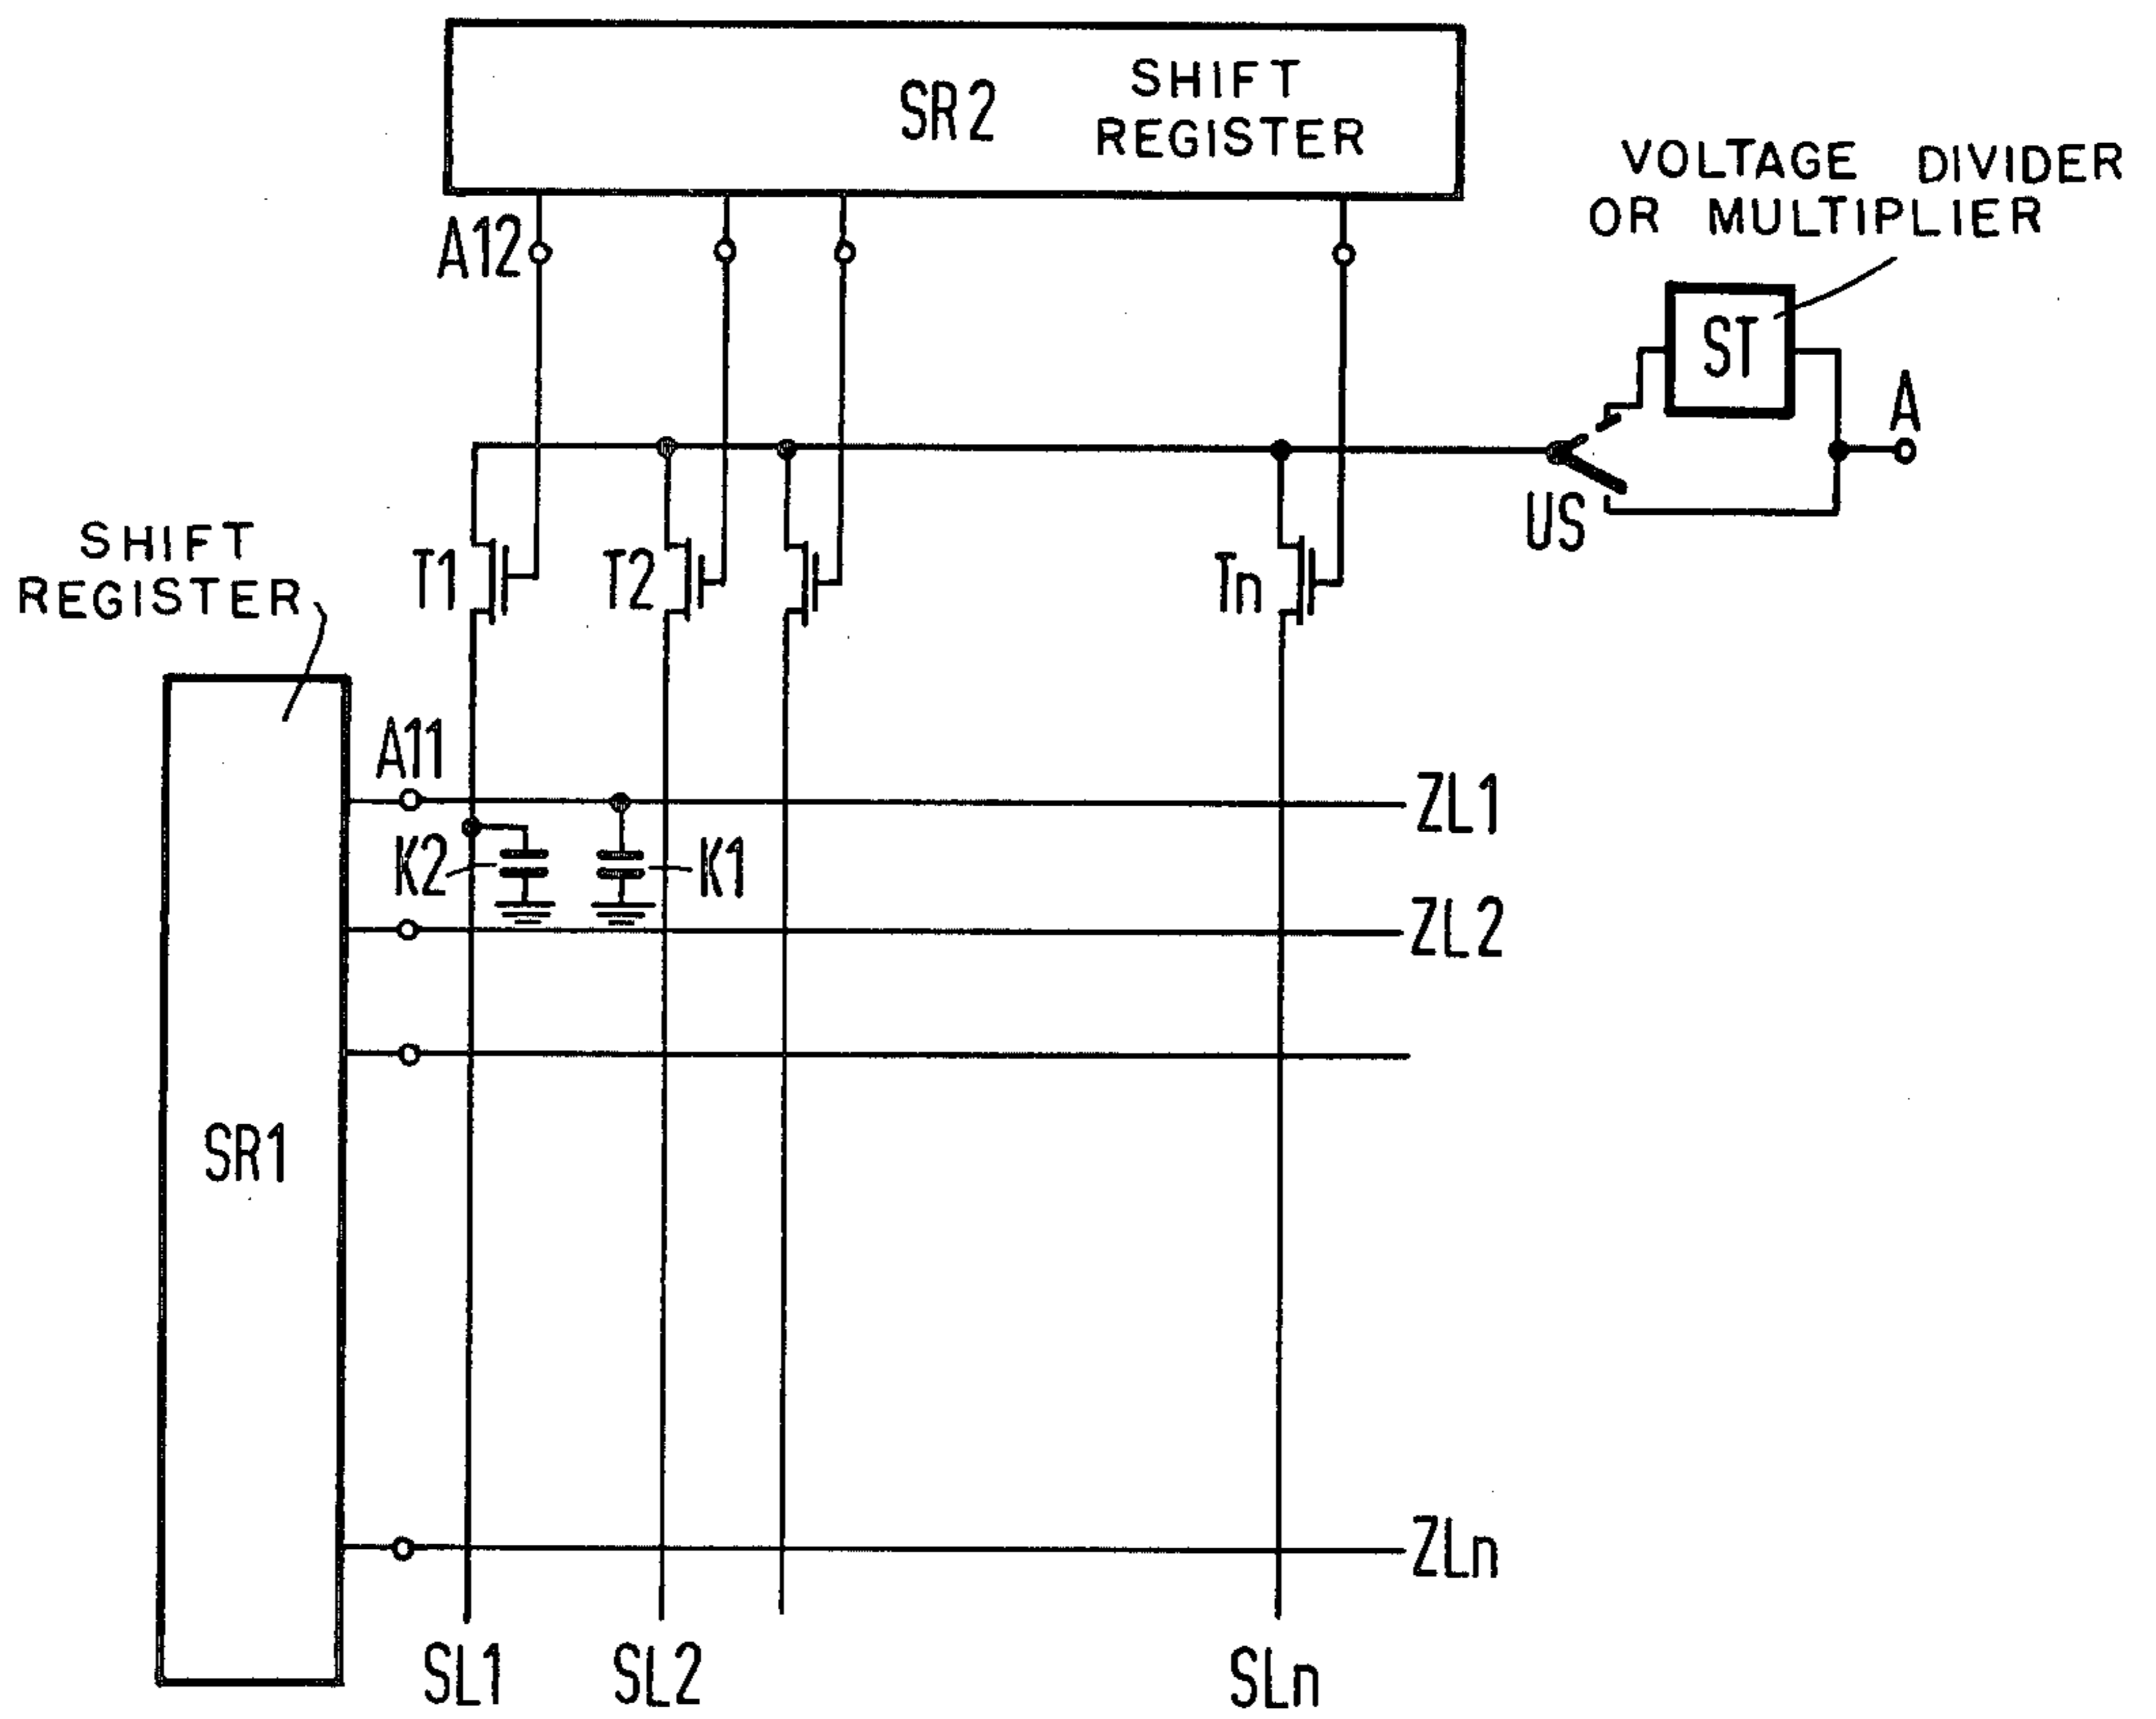 SR2
SHIFT
REGISTER
VOLTAGE DIVIDER
OR MULTIPLIER
A12
ST
A
US
SHIFT
REGISTER
T1
T2
Tn
A11
ZL1
K2
K1
ZL2
SR1
ZLn
SL1
SL2
SLn